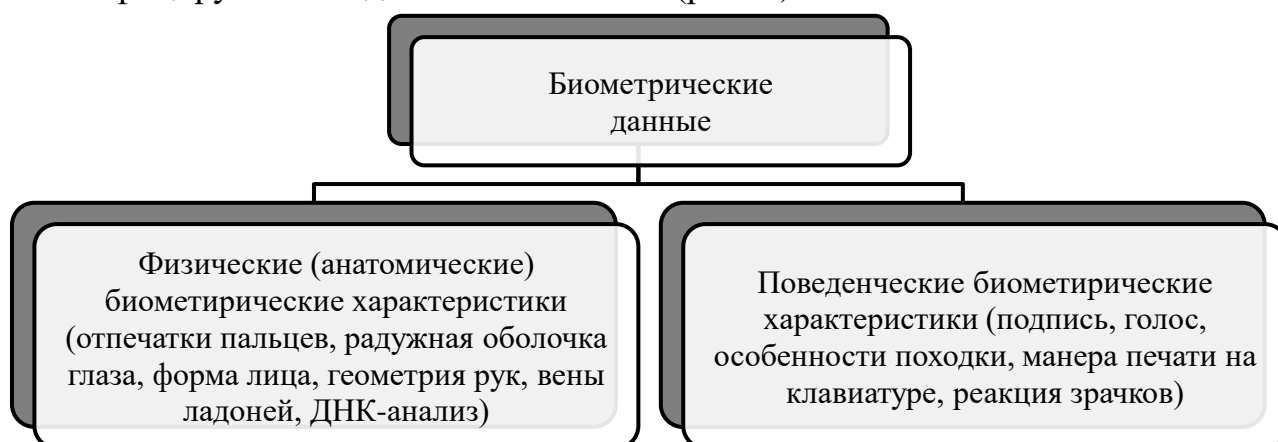 Биометрические
данные
Физические (анатомические)
биометирические характеристики
(отпечатки пальцев, радужная оболочка
глаза, форма лица, геометрия рук, вены
ладоней, ДНК-анализ)
Поведенческие биометирические
характеристики (подпись, голос,
особенности походки, манера печати на
клавиатуре, реакция зрачков)